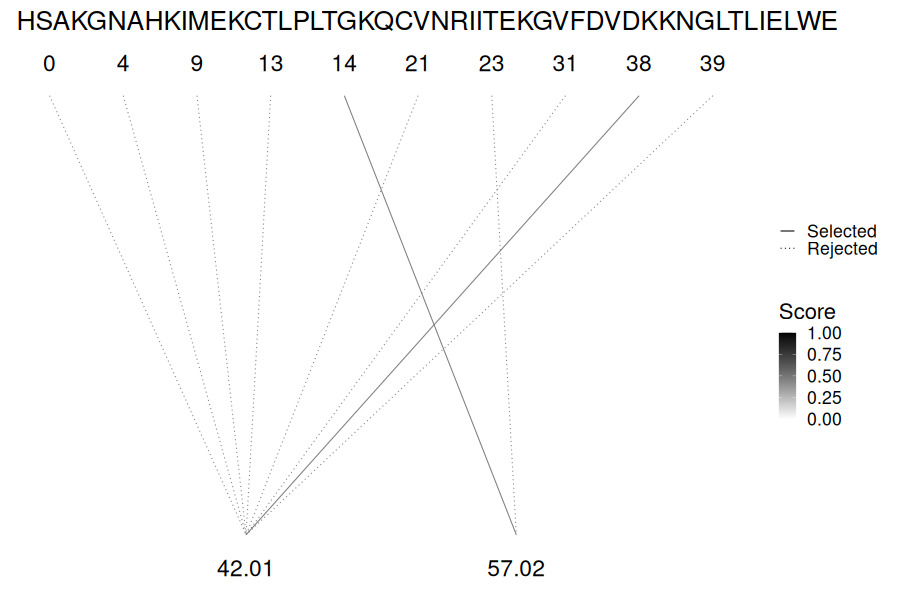 HSAKGNAHKIMEKCTLPLTGKQCVNRIITEKGVFDVDKKNGLTLIELWE
0 4 9 13 14 21 23 31 38 39
Selected
Rejected
Score
1.00
0.75
0.50
0.25
0.00
42.01 57.02